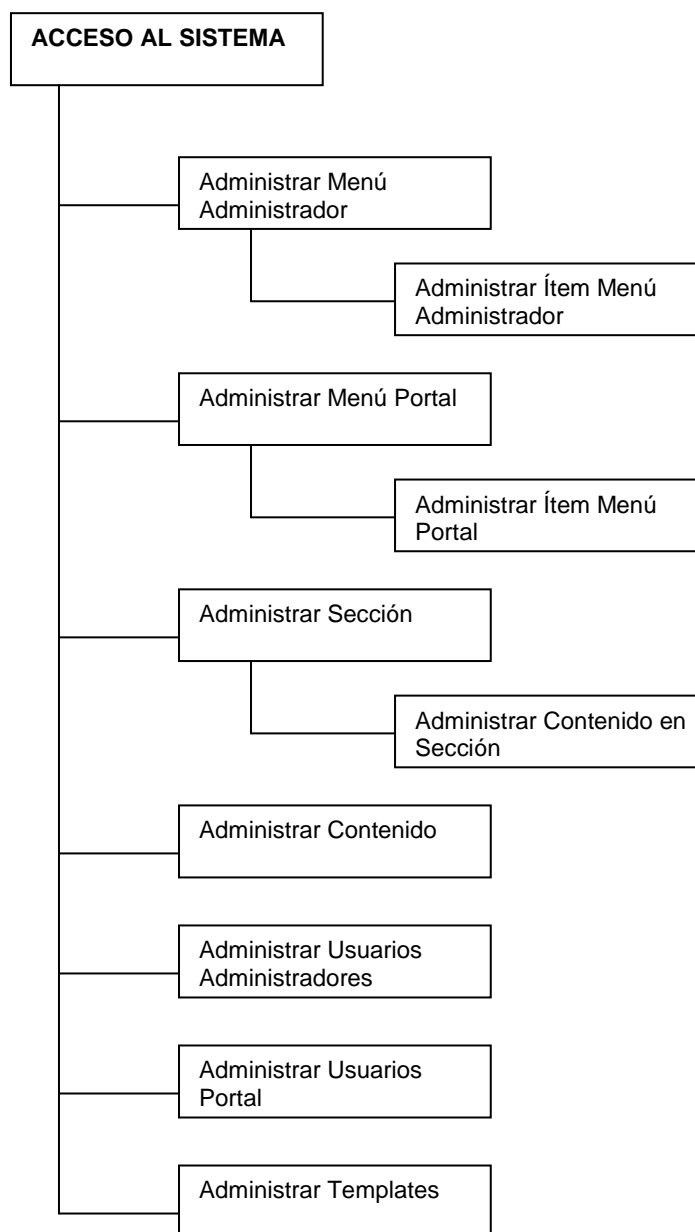 ACCESO AL SISTEMA
Administrar Menú
Administrador
Administrar Ítem Menú
Administrador
Administrar Menú Portal
Administrar Ítem Menú
Portal
Administrar Sección
Administrar Contenido en
Sección
Administrar Contenido
Administrar Usuarios
Administradores
Administrar Usuarios
Portal
Administrar Templates